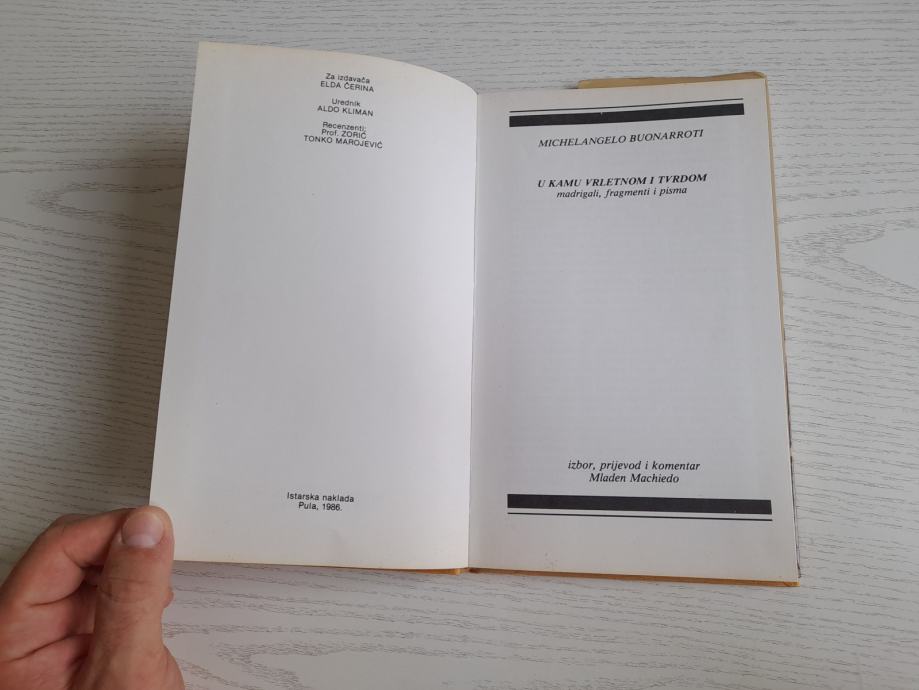 Za izdavača
ELDA ČERINA
Urednik
ALDO KLIMAN
Recenzenti:
Prof. ZORIĆ
TONKO MAROJEVIĆ
Istarska naklada
Pula, 1986.
MICHELANGELO BUONARROTI
U KAMU VRLETNOM I TVRDOM
madrigali, fragmenti i pisma
izbor, prijevod i komentar
Mladen Machiedo